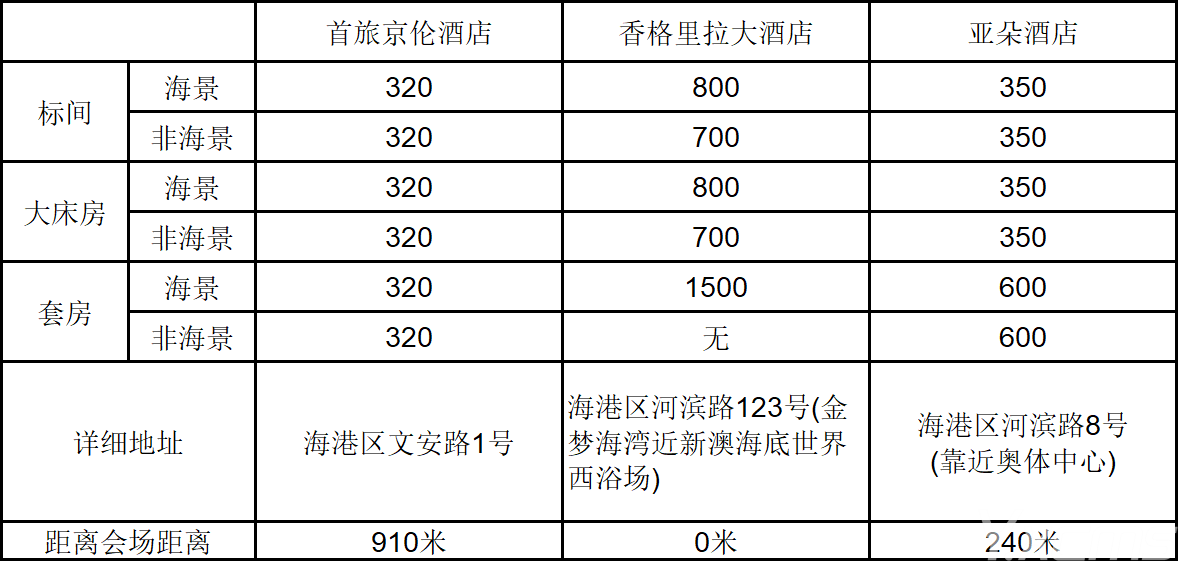 首旅京伦酒店 香格里拉大酒店 亚朵酒店
标间 海景 320 800 350
非海景 320 700 350
大床房 海景 320 800 350
非海景 320 700 350
套房 海景 320 1500 600
非海景 320 无 600
详细地址 海港区文安路1号
海港区河滨路123号(金
梦海湾近新澳海底世界
西浴场)
海港区河滨路8号
(靠近奥体中心)
距离会场距离 910米 0米 240米